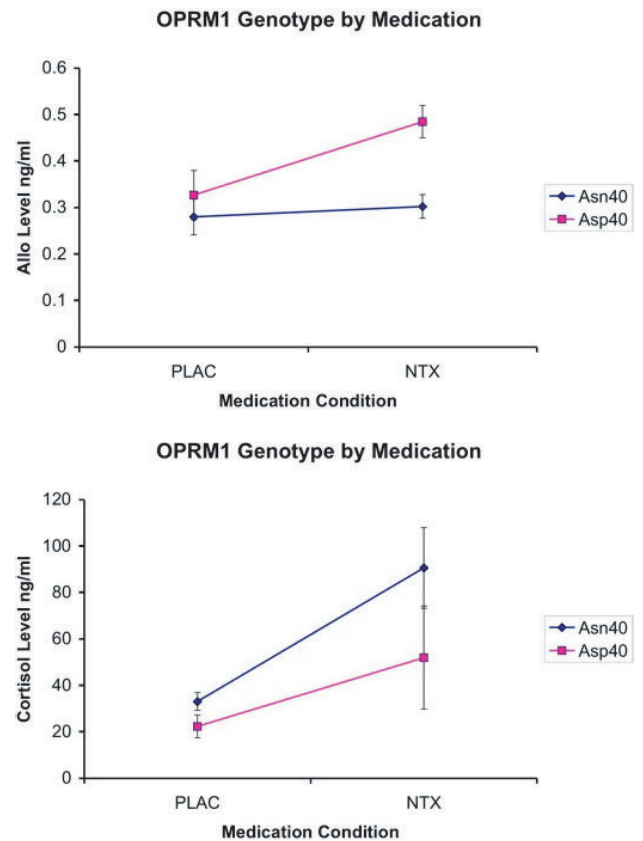 OPRM1 Genotype by Medication
0.6
0.5
0.4
0.3
0.2
0.1
0
Allo Level ng/ml
Asn40
Asp40
PLAC NTX
Medication Condition
OPRM1 Genotype by Medication
120
100
80
60
40
20
0
Cortisol Level ng/ml
Asn40
Asp40
PLAC NTX
Medication Condition